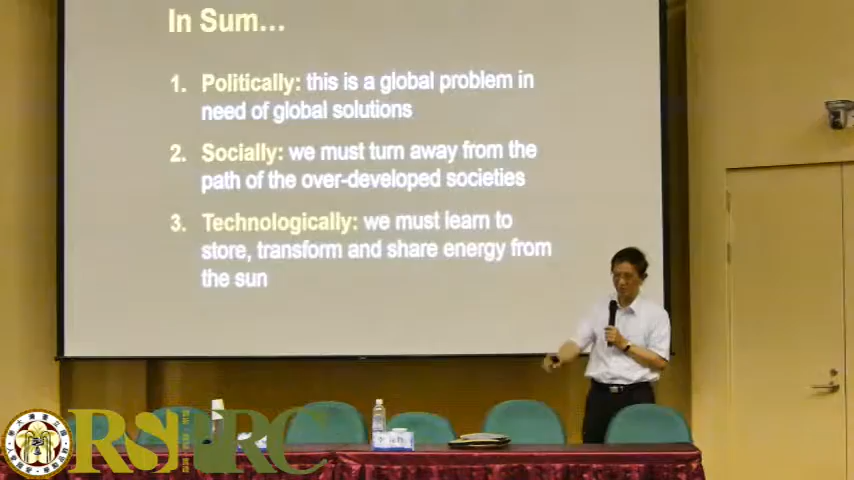 In Sum...
1. Politically: this is a global problem in
need of global solutions
2. Socially: we must turn away from the
path of the over-developed societies
3. Technologically: we must learn to
store, transform and share energy from
the sun
RSPRC